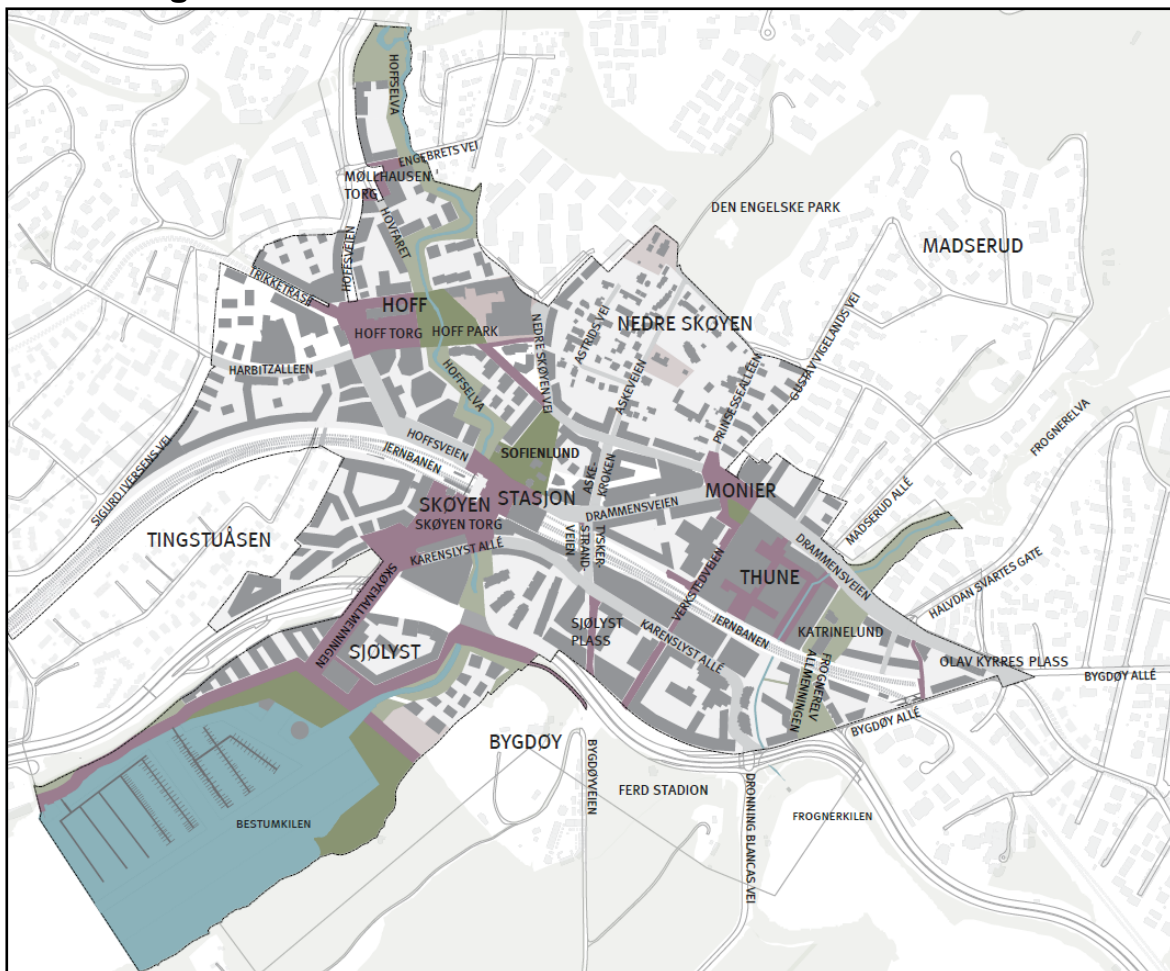 HOFFSELVA
ENGEBRETS VEI
MØLLHAUSEN
TORG
DEN ENGELSKE PARK
MADSERUD
HOVFARET
HOFFSVEIEN
TRIKKETRASÉ
HOFF
HOFF TORG
HOFF PARK
NEDRE SKØYEN VEI
ASTRIDS VEI
NEDRE SKØYEN
GUSTAV VIGELANDS VEI
HARBITZALLEEN
HOFFSELVA
ASKEVEIEN
PRINSESSEALLEEN
FROGNERELVA
HOFFSVEIEN
SOFIENLUND
JERNBANEN
SIGURD IVERSENS VEI
ASKE-
KROKEN
SKØYEN
STASJON
MONIER
SKØYEN TORG
DRAMMENSVEIEN
MADSERUD ALLÉ
TINGSTUÅSEN
KARENSLYST ALLÉ
TYSKER-
STRAND-
VEIEN
DRAMMENSVEIEN
THUNE
VERKSTEDVEIEN
HALVDAN SVARTES GATE
SKØYENALLMENNINGEN
SJØLYST
PLASS
JERNBANEN
KATRINELUND
SJØLYST
KARENSLYST ALLÉ
FROGNERELV
ALLMENNINGEN
OLAV KYRRES PLASS
BYGDØY ALLÉ
BYGDØY ALLÉ
BYGDØY
BYGDØYVEIEN
FERD STADION
DRONNING BLANCAS VEI
FROGNERKILEN
BESTUMKILEN